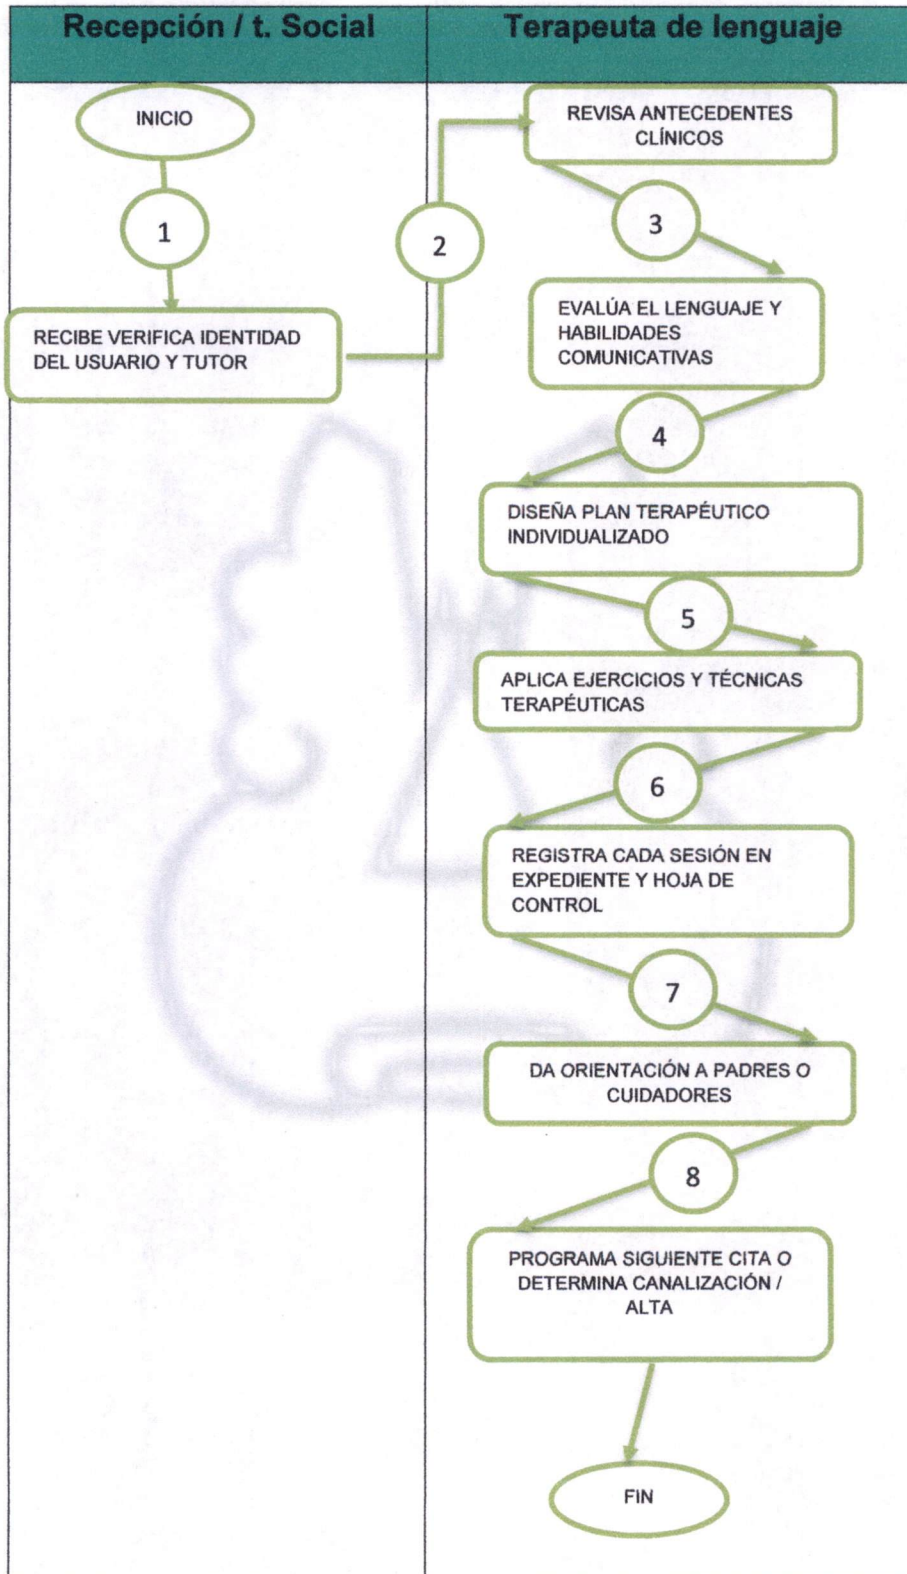 Recepción / t. Social
Terapeuta de lenguaje
INICIO
1
RECIBE VERIFICA IDENTIDAD
DEL USUARIO Y TUTOR
2
REVISA ANTECEDENTES
CLÍNICOS
3
EVALÚA EL LENGUAJE Y
HABILIDADES
COMUNICATIVAS
4
DISEÑA PLAN TERAPÉUTICO
INDIVIDUALIZADO
5
APLICA EJERCICIOS Y TÉCNICAS
TERAPÉUTICAS
6
REGISTRA CADA SESIÓN EN
EXPEDIENTE Y HOJA DE
CONTROL
7
DA ORIENTACIÓN A PADRES O
CUIDADORES
8
PROGRAMA SIGUIENTE CITA O
DETERMINA CANALIZACIÓN /
ALTA
FIN